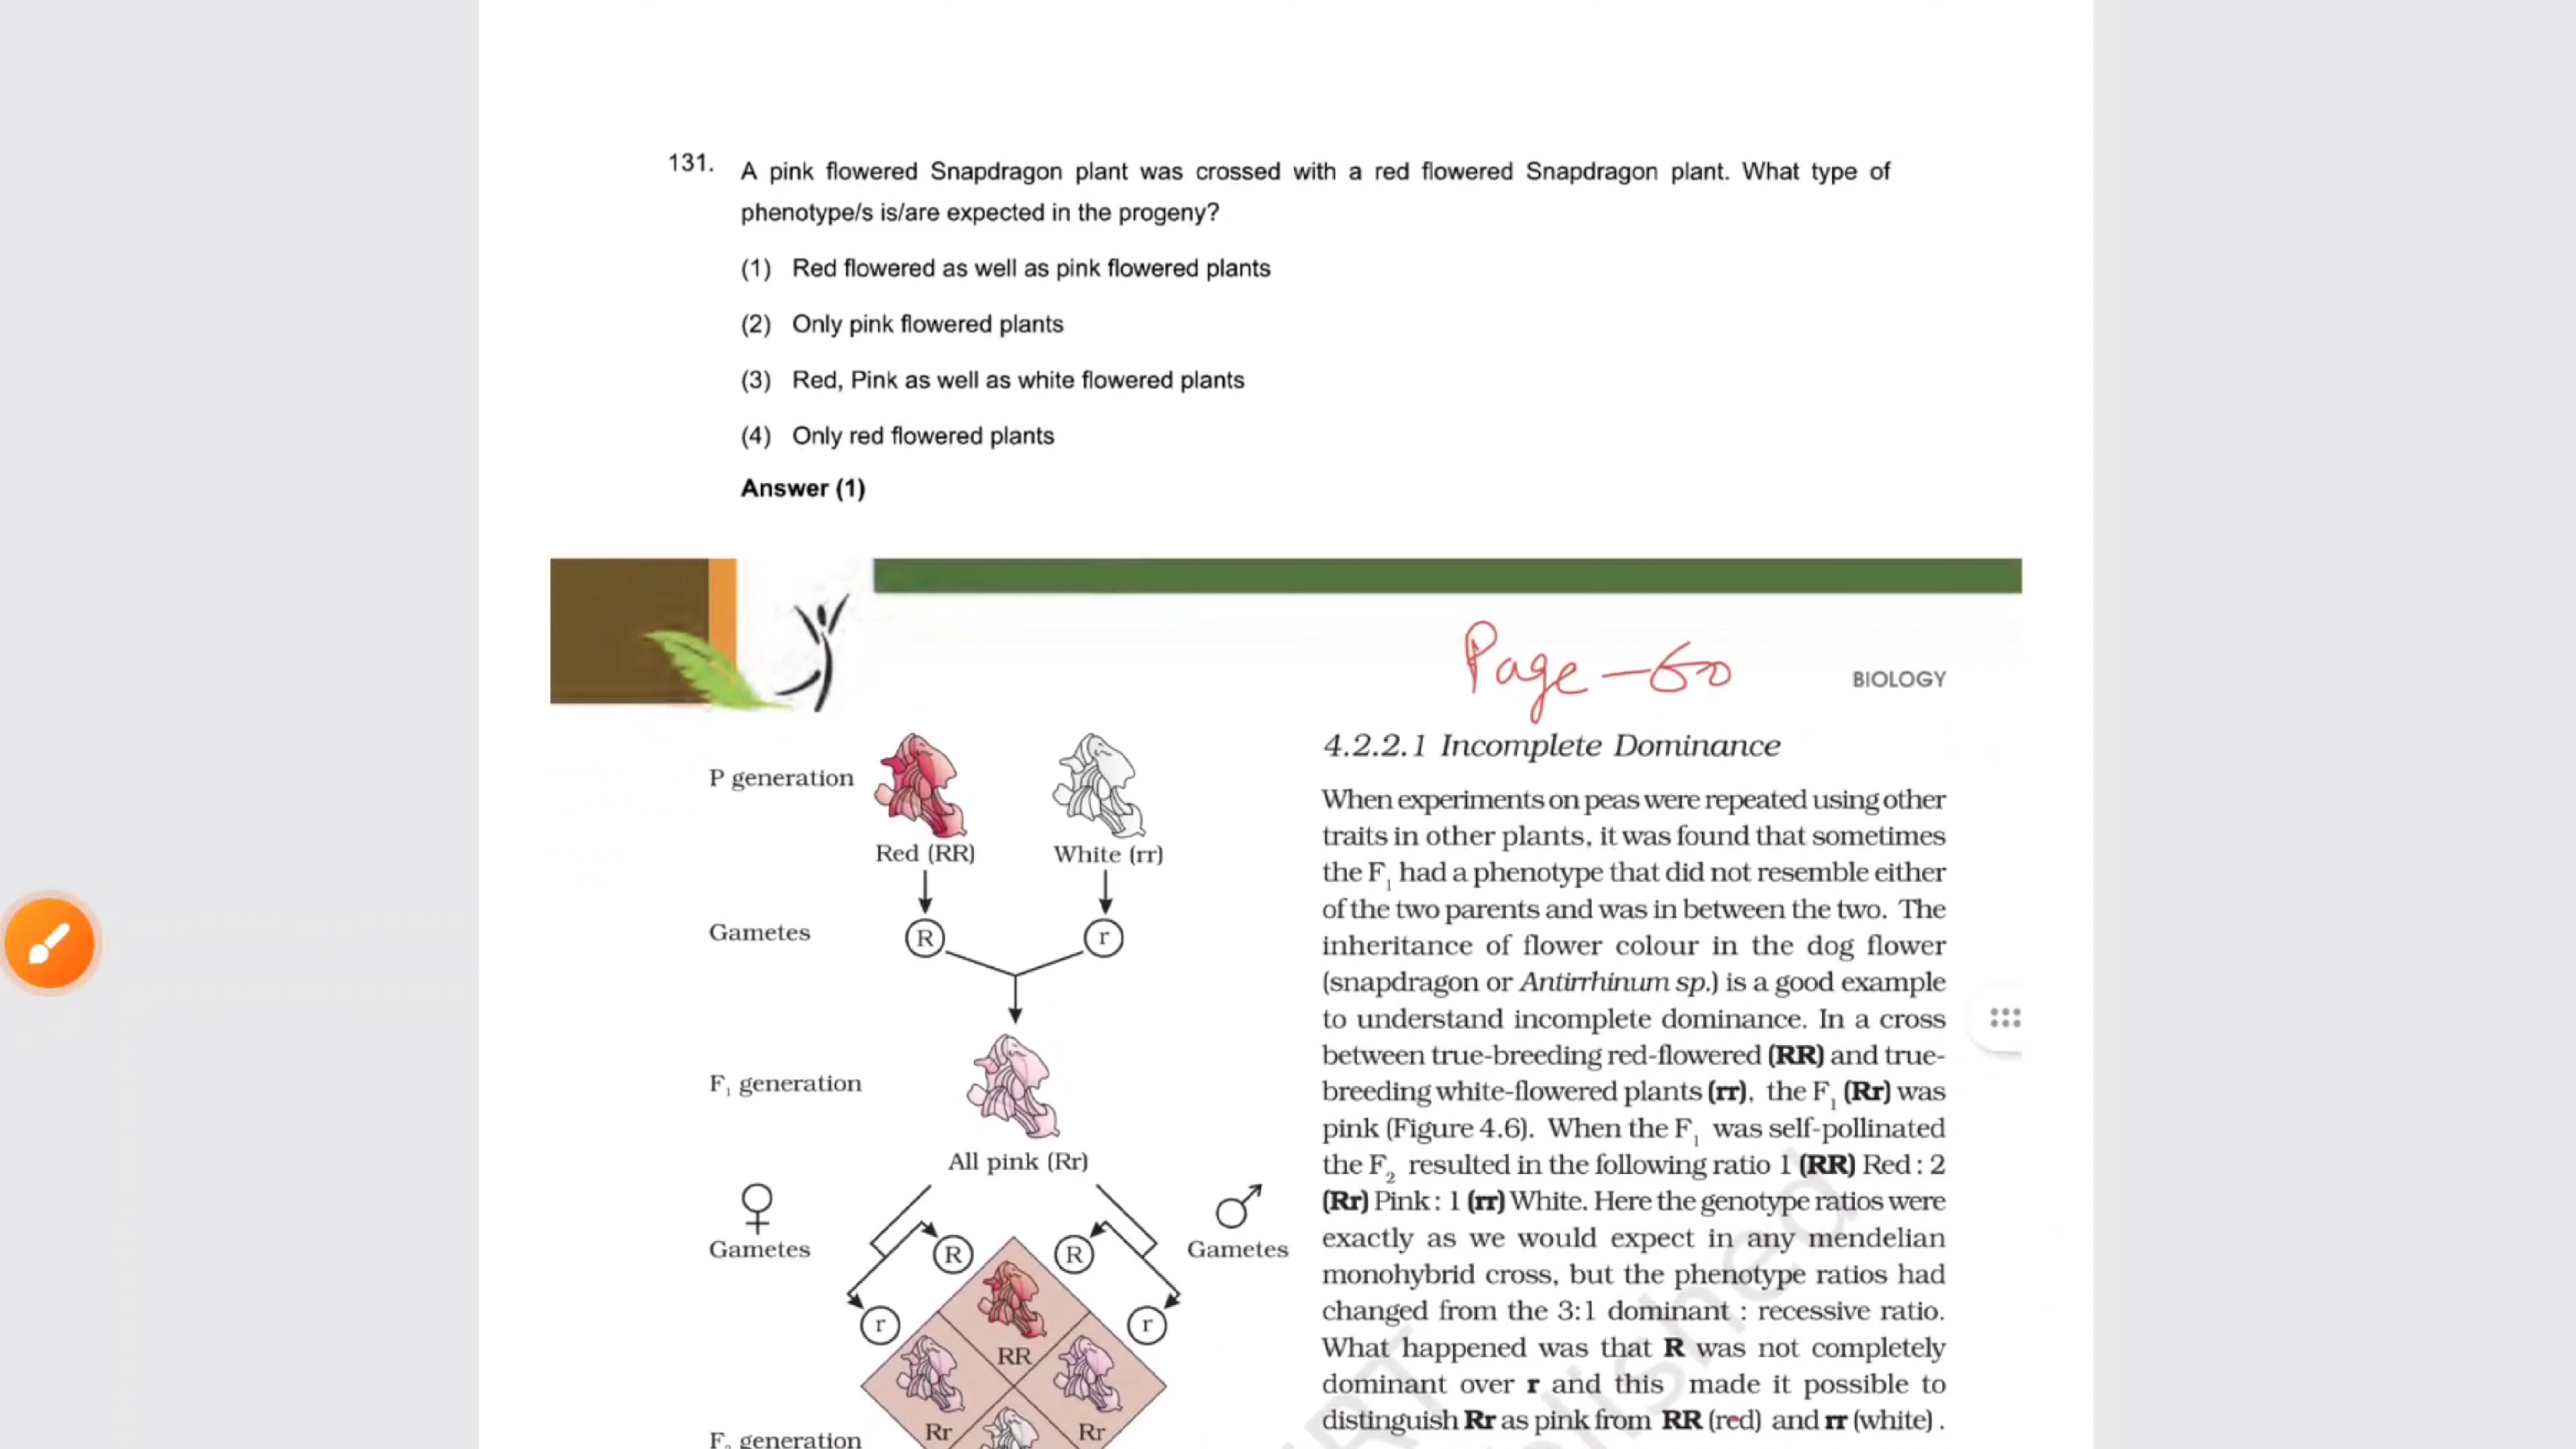 131. A pink flowered Snapdragon plant was crossed with a red flowered Snapdragon plant. What type of
phenotype/s is/are expected in the progeny?
(1) Red flowered as well as pink flowered plants
(2) Only pink flowered plants
(3) Red, Pink as well as white flowered plants
(4) Only red flowered plants
Answer (1)
Page - 60
BIOLOGY
P generation
Red (RR)
White (rr)
Gametes
R
r
F1 generation
All pink (Rr)
Gametes
Gametes
R
R
r
r
RR
Rr
Rr
generation
4.2.2.1 Incomplete Dominance
When experiments on peas were repeated using other
traits in other plants, it was found that sometimes
the F1 had a phenotype that did not resemble either
of the two parents and was in between the two. The
inheritance of flower colour in the dog flower
(snapdragon or Antirrhinum sp.) is a good example
to understand incomplete dominance. In a cross
between true-breeding red-flowered (RR) and true-
breeding white-flowered plants (rr), the F1 (Rr) was
pink (Figure 4.6). When the F1 was self-pollinated
the F2 resulted in the following ratio 1 (RR) Red : 2
(Rr) Pink : 1 (rr) White. Here the genotype ratios were
exactly as we would expect in any mendelian
monohybrid cross, but the phenotype ratios had
changed from the 3:1 dominant : recessive ratio.
What happened was that R was not completely
dominant over r and this made it possible to
distinguish Rr as pink from RR (red) and rr (white).